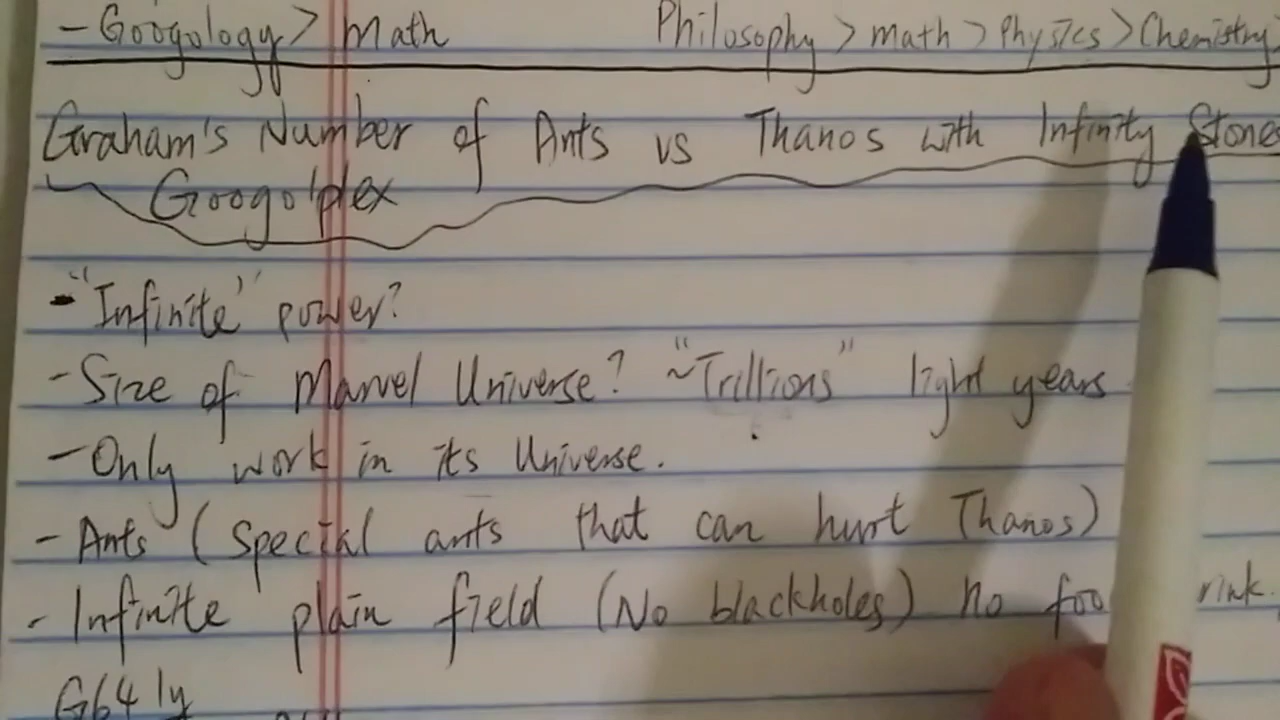 - Googology > math Philosophy > math > Physics > Chemistry
Graham's Number of Ants vs Thanos with Infinity Stone
Googolplex
- "Infinite" power?
- Size of Marvel Universe? ~"Trillions" light years
- Only work in its Universe.
- Ants (Special ants that can hurt Thanos)
- Infinite plain field (No blackholes) no foo rink.
G64 ly